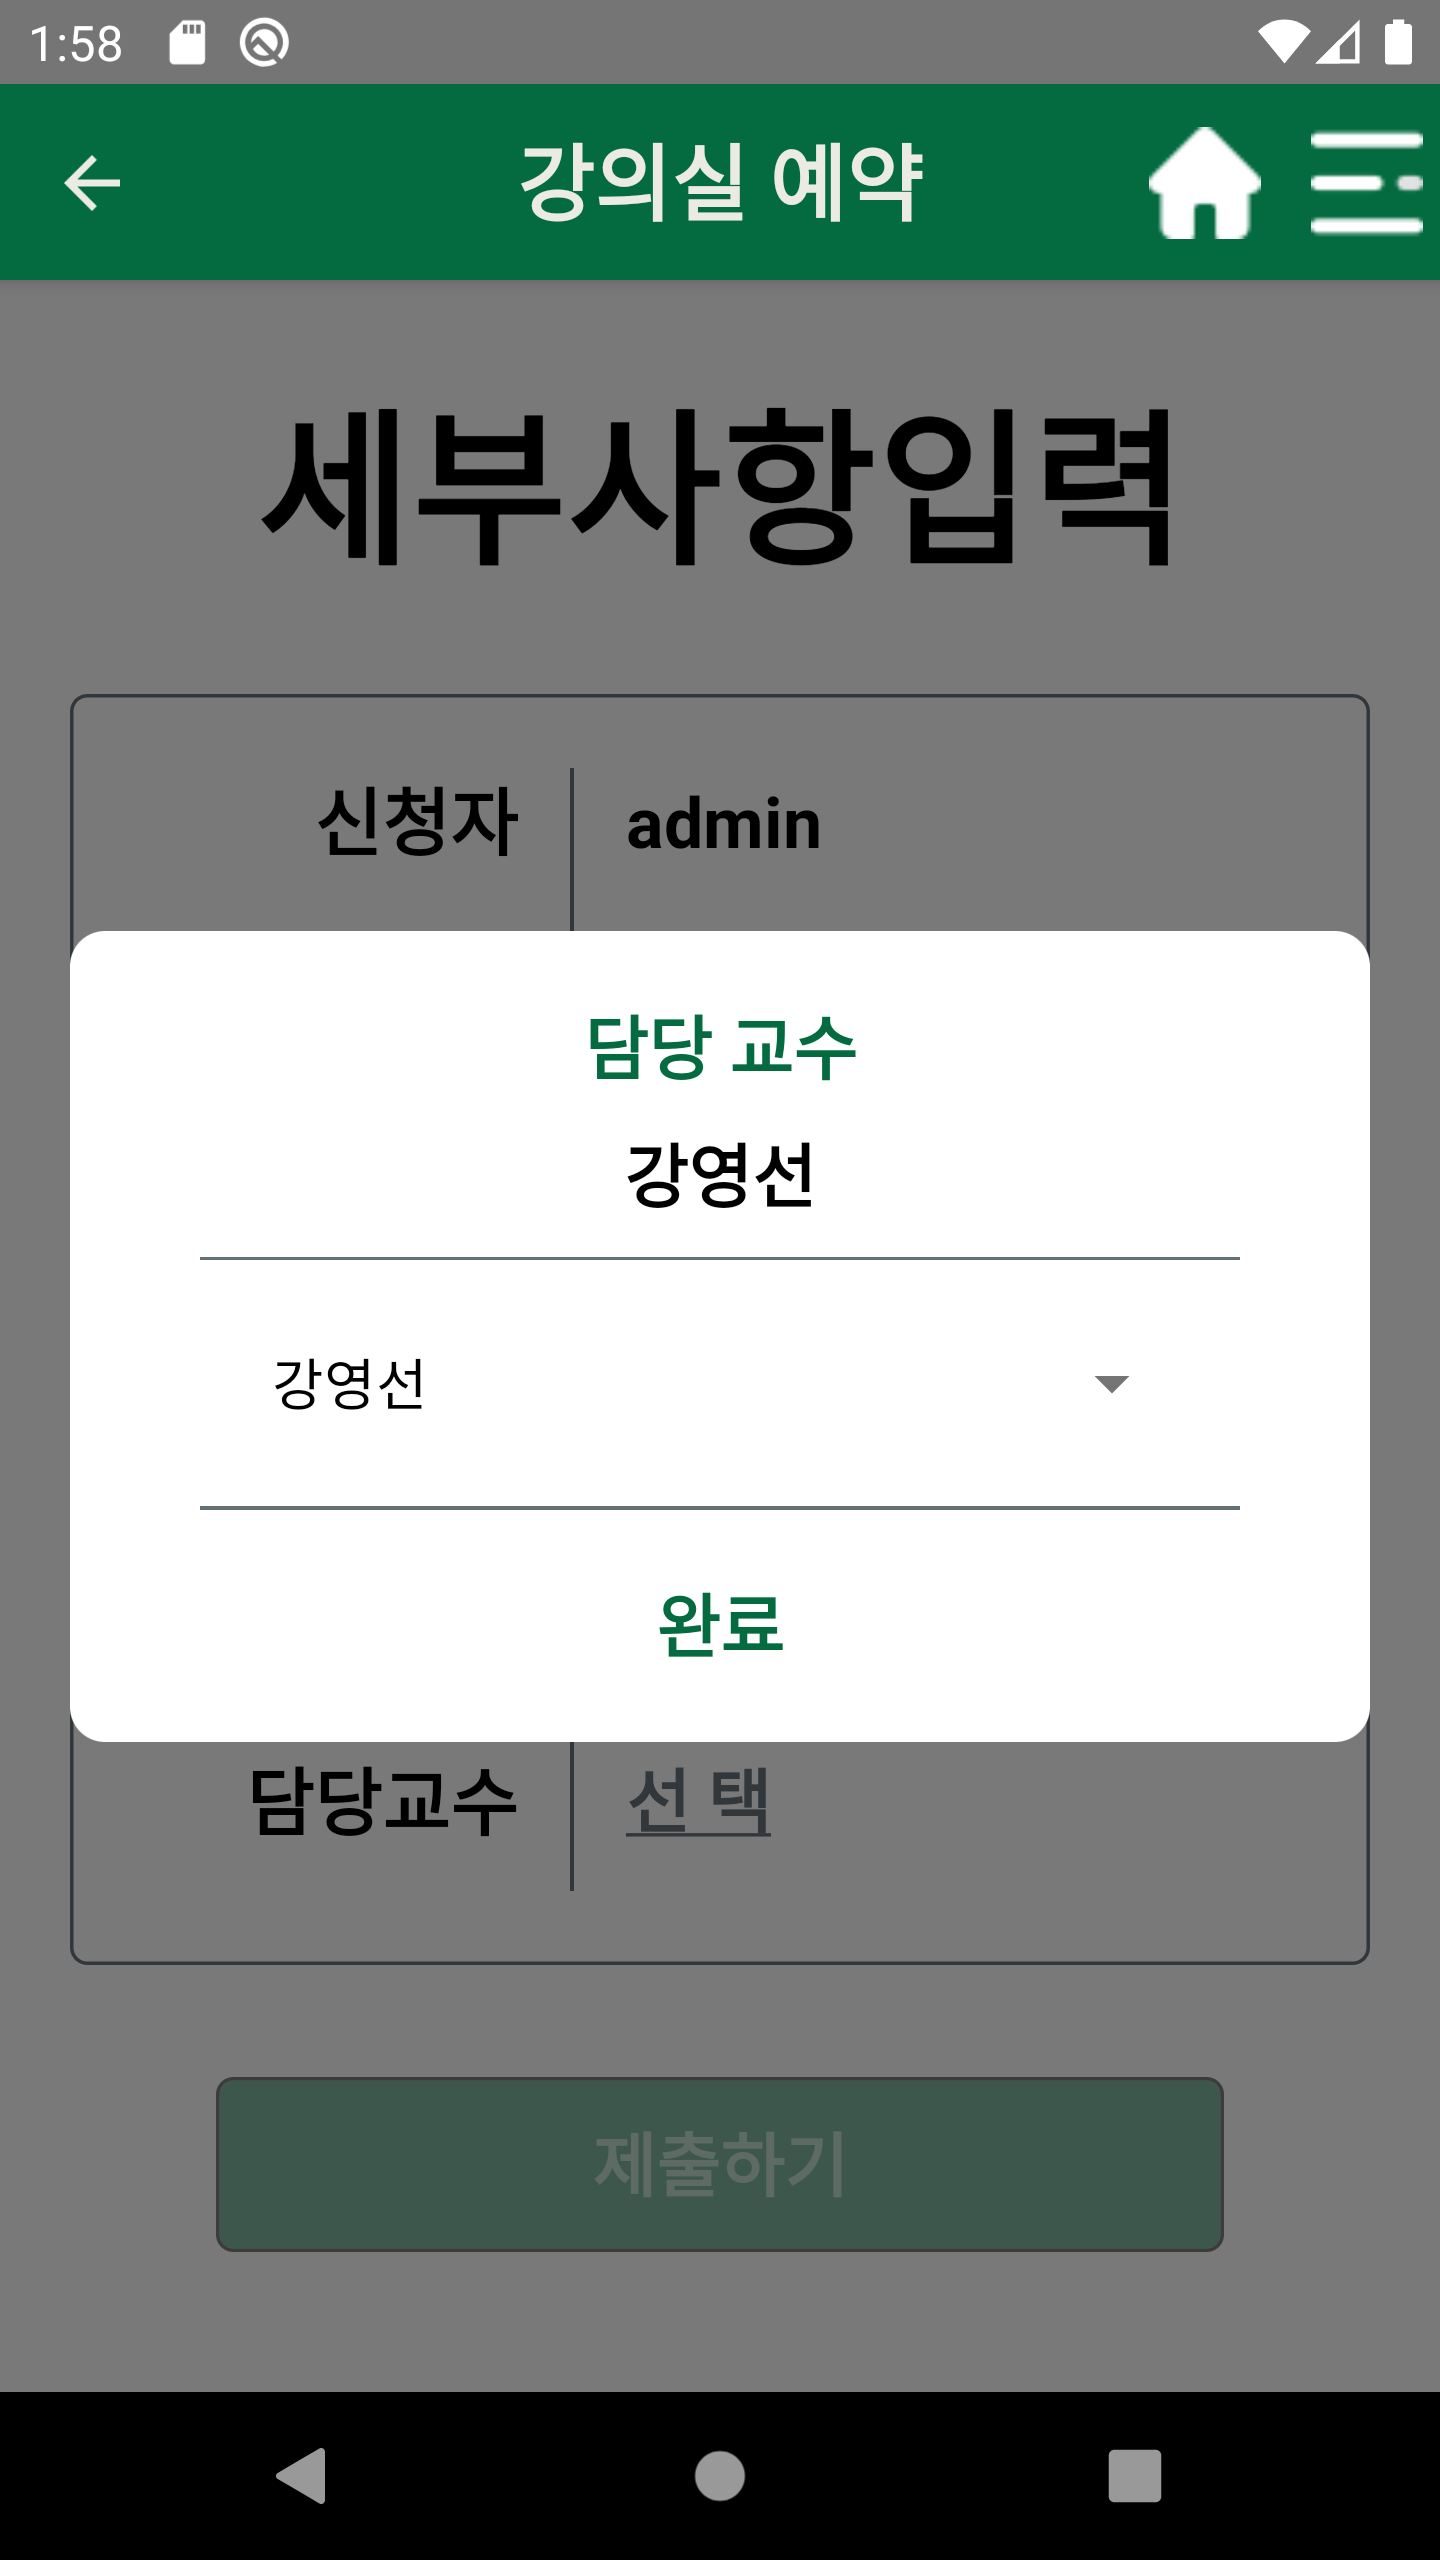 1:58
강의실 예약
세부사항입력
신청자
admin
담당 교수
강영선
강영선
완료
담당교수
선 택
제출하기